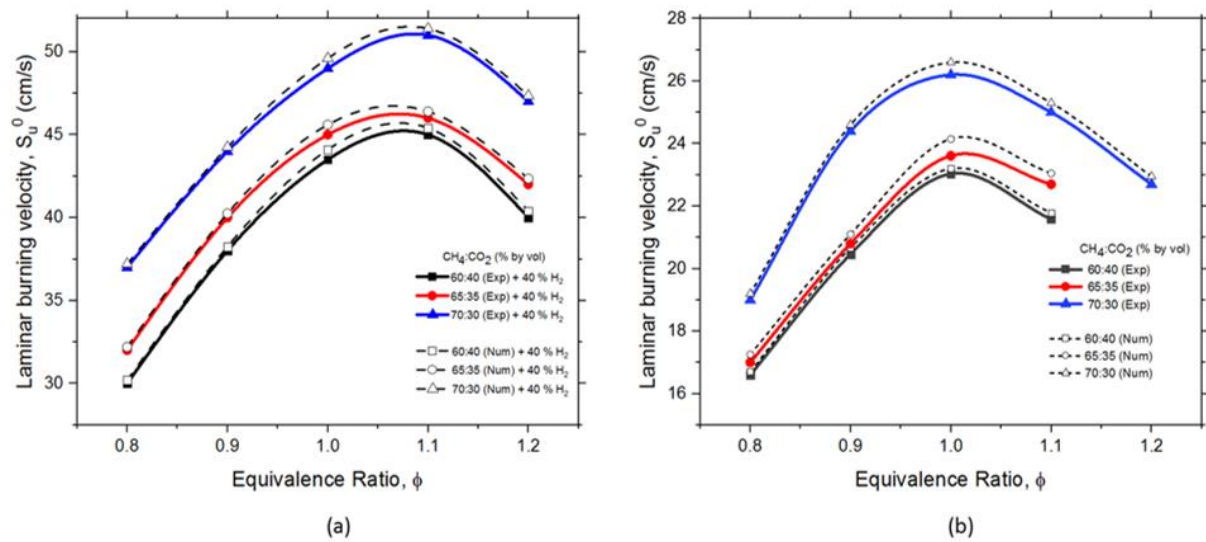 Laminar burning velocity, S_u^0 (cm/s)
50
45
40
35
30
CH4:CO2 (% by vol)
60:40 (Exp) + 40 % H2
65:35 (Exp) + 40 % H2
70:30 (Exp) + 40 % H2
60:40 (Num) + 40 % H2
65:35 (Num) + 40 % H2
70:30 (Num) + 40 % H2
0.8 0.9 1.0 1.1 1.2
Equivalence Ratio, ϕ
(a)
Laminar burning velocity, S_u^0 (cm/s)
28
26
24
22
20
18
16
CH4:CO2 (% by vol)
60:40 (Exp)
65:35 (Exp)
70:30 (Exp)
60:40 (Num)
65:35 (Num)
70:30 (Num)
0.8 0.9 1.0 1.1 1.2
Equivalence Ratio, ϕ
(b)